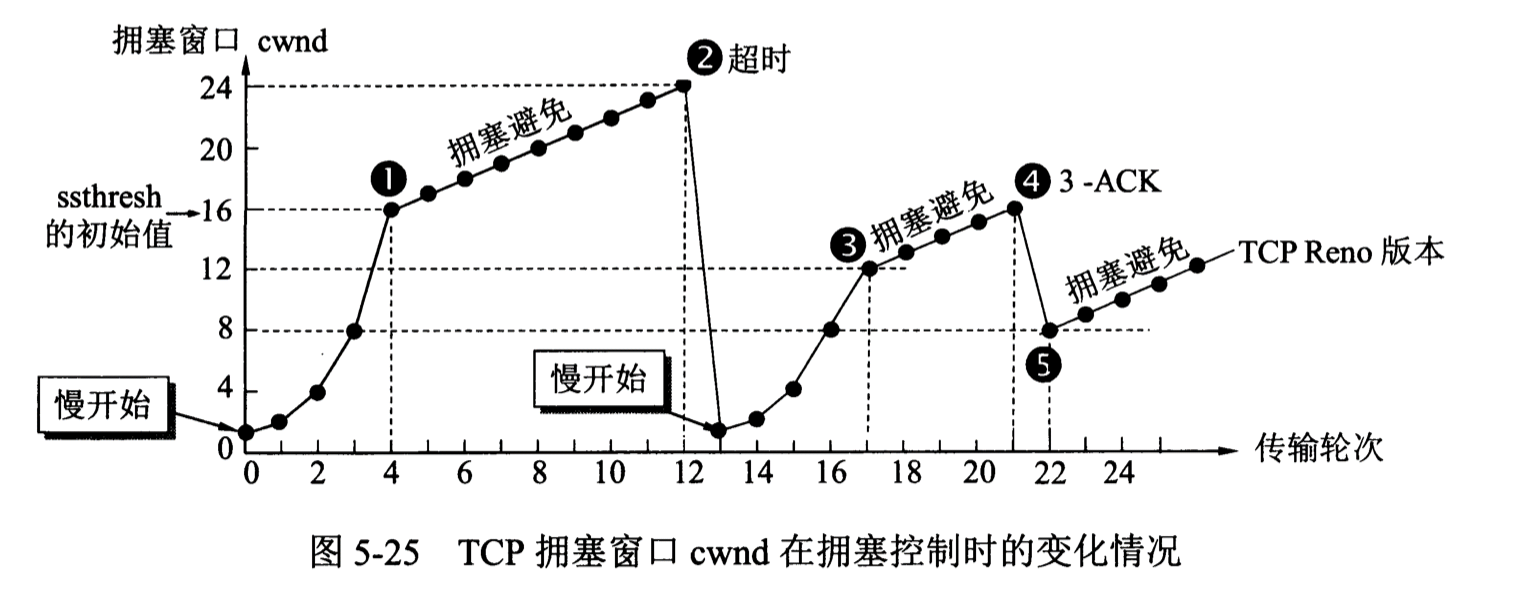 拥塞窗口 cwnd
❷超时
24
拥塞避免
20
❶
❹ 3 -ACK
ssthresh
的初始值
16
拥塞避免
❸
TCP Reno 版本
12
拥塞避免
8
❺
慢开始
慢开始
4
0
0 2 4 6 8 10 12 14 16 18 20 22 24
传输轮次
图 5-25 TCP 拥塞窗口 cwnd 在拥塞控制时的变化情况